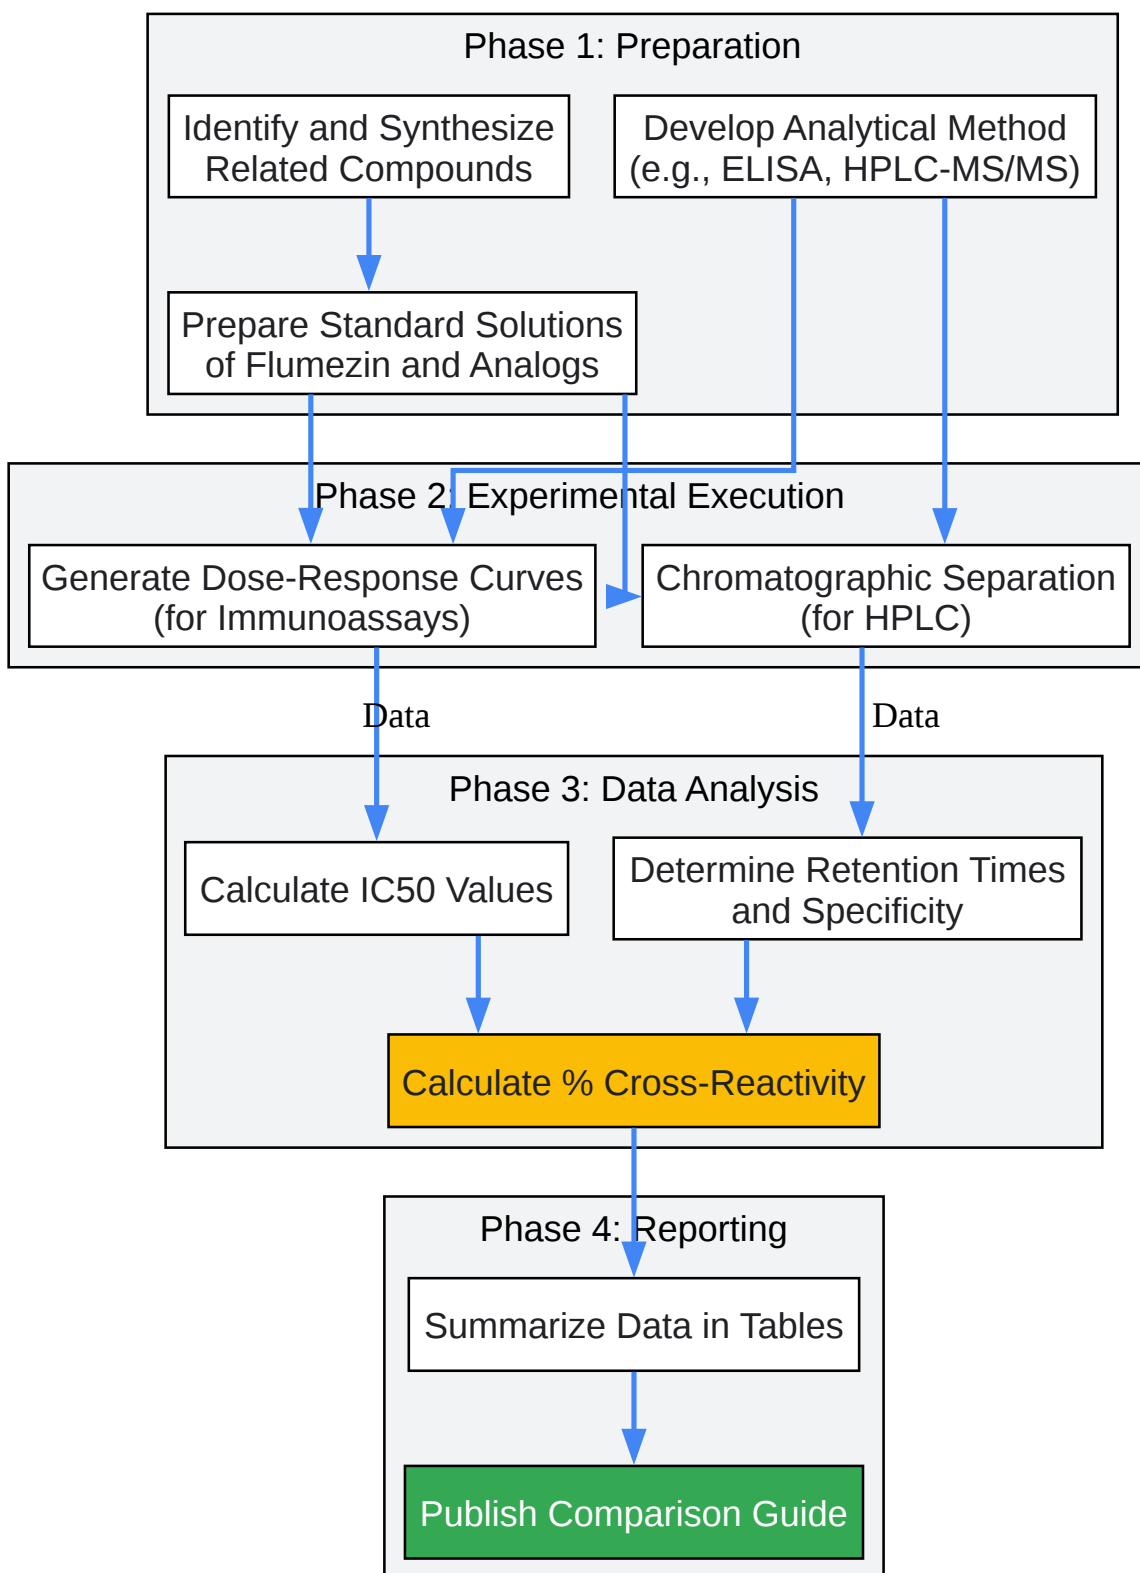 Phase 1: Preparation
Identify and Synthesize
Related Compounds
Develop Analytical Method
(e.g., ELISA, HPLC-MS/MS)
Prepare Standard Solutions
of Flumezin and Analogs
Phase 2: Experimental Execution
Generate Dose-Response Curves
(for Immunoassays)
Chromatographic Separation
(for HPLC)
Data
Data
Phase 3: Data Analysis
Calculate IC50 Values
Determine Retention Times
and Specificity
Calculate % Cross-Reactivity
Phase 4: Reporting
Summarize Data in Tables
Publish Comparison Guide